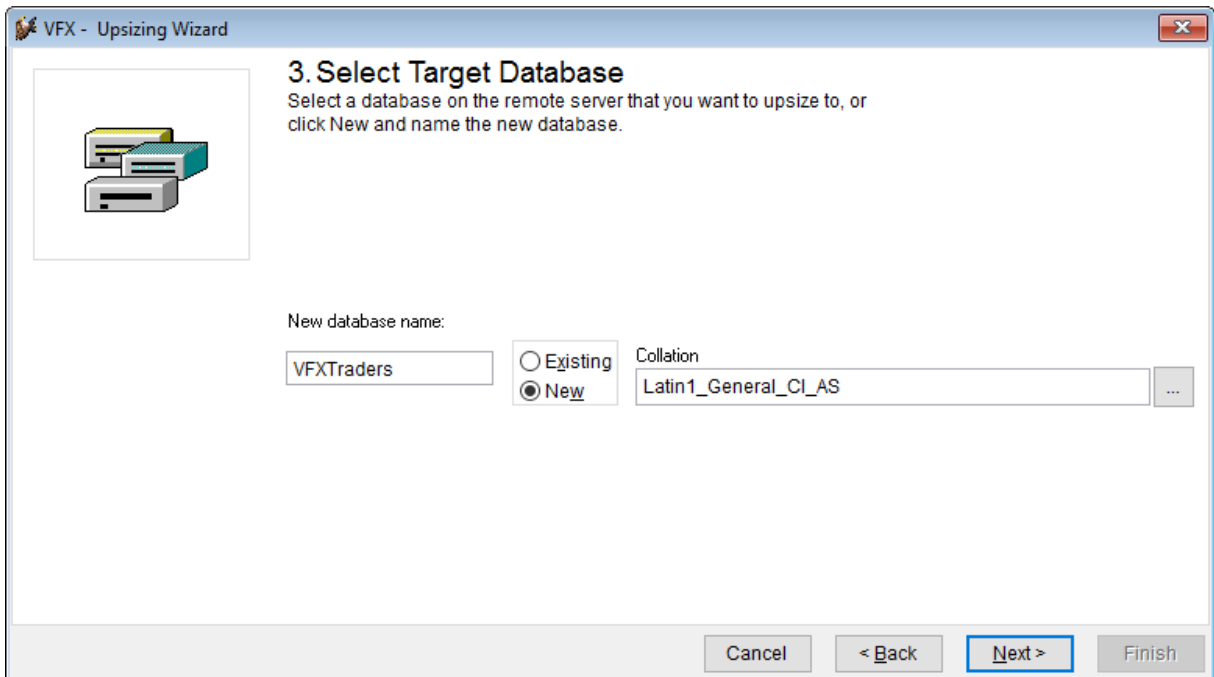 VFX - Upsizing Wizard
3. Select Target Database
Select a database on the remote server that you want to upsize to, or
click New and name the new database.
New database name:
VFXTraders
Existing
New
Collation
Latin1_General_CI_AS
...
Cancel
< Back
Next >
Finish